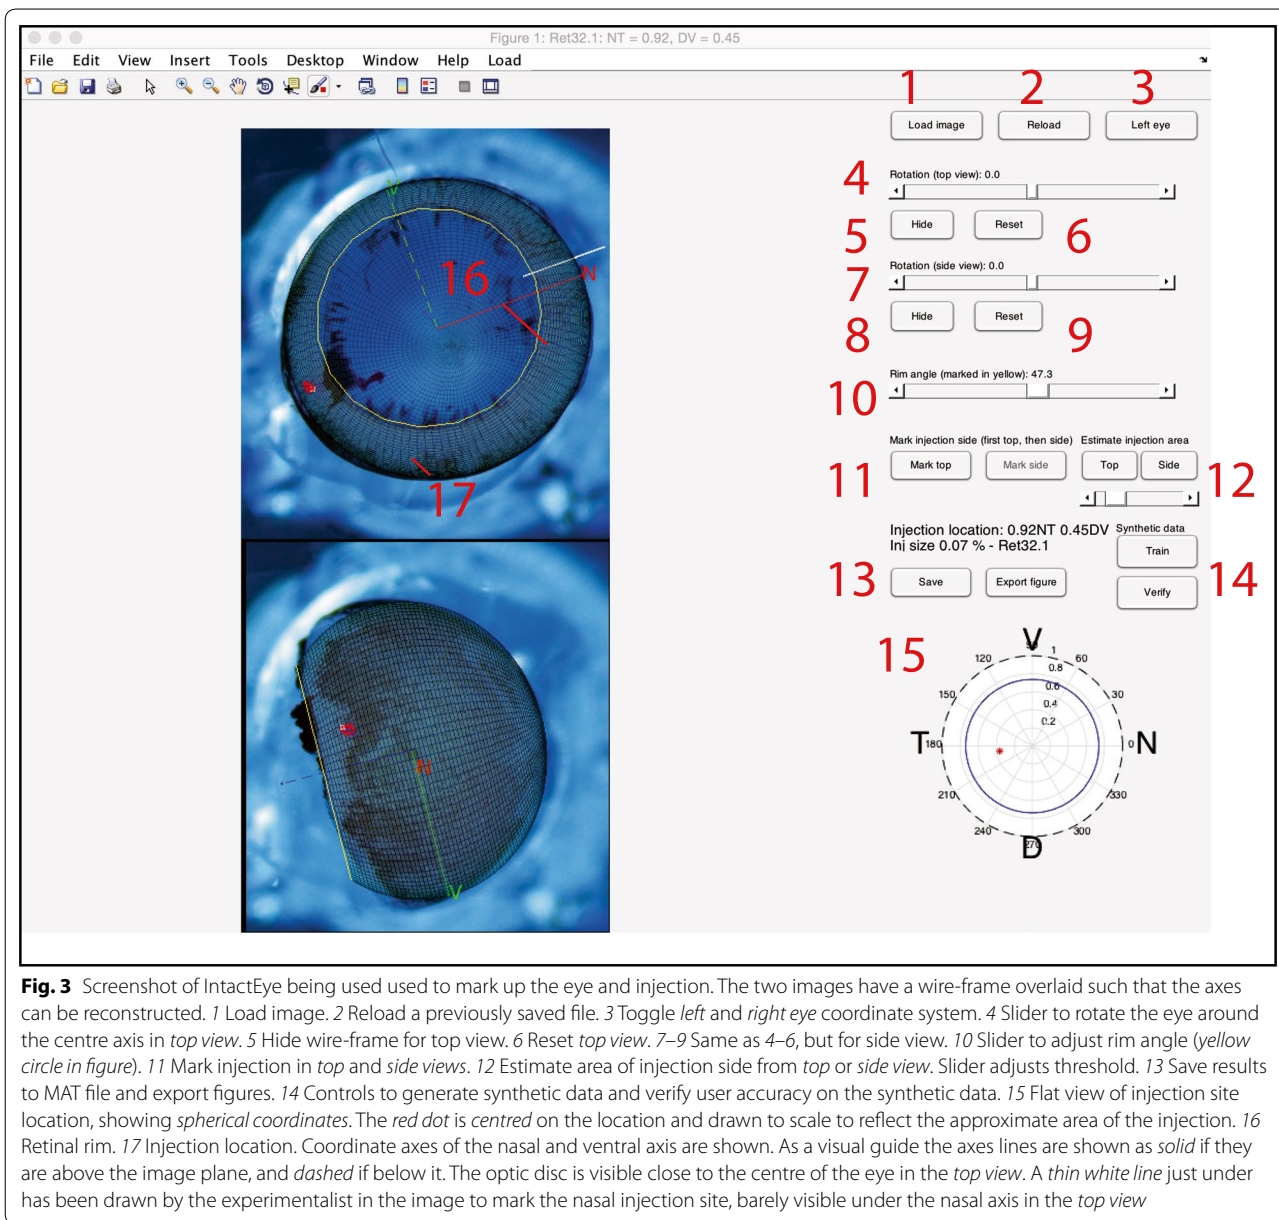 Figure 1: Ret32.1: NT = 0.92, DV = 0.45
File Edit View Insert Tools Desktop Window Help Load
1 2 3
Load image Reload Left eye
4
Rotation (top view): 0.0
5
Hide Reset
6
7
Rotation (side view): 0.0
8
Hide Reset
9
10
Rim angle (marked in yellow): 47.3
Mark injection side (first top, then side) Estimate injection area
11
Mark top Mark side Top Side
12
Injection location: 0.92NT 0.45DV Synthetic data
Inj size 0.07 % - Ret32.1
Train
13
Save Export figure
14
Verify
V
16
N
17
N
V
15
V
90
120 1 60
0.8
150 0.6 30
0.4
0.2
T 180 0 N
210 330
240 300
270
D
Fig. 3 Screenshot of IntactEye being used used to mark up the eye and injection. The two images have a wire-frame overlaid such that the axes
can be reconstructed. 1 Load image. 2 Reload a previously saved file. 3 Toggle left and right eye coordinate system. 4 Slider to rotate the eye around
the centre axis in top view. 5 Hide wire-frame for top view. 6 Reset top view. 7–9 Same as 4–6, but for side view. 10 Slider to adjust rim angle (yellow
circle in figure). 11 Mark injection in top and side views. 12 Estimate area of injection side from top or side view. Slider adjusts threshold. 13 Save results
to MAT file and export figures. 14 Controls to generate synthetic data and verify user accuracy on the synthetic data. 15 Flat view of injection site
location, showing spherical coordinates. The red dot is centred on the location and drawn to scale to reflect the approximate area of the injection. 16
Retinal rim. 17 Injection location. Coordinate axes of the nasal and ventral axis are shown. As a visual guide the axes lines are shown as solid if they
are above the image plane, and dashed if below it. The optic disc is visible close to the centre of the eye in the top view. A thin white line just under
has been drawn by the experimentalist in the image to mark the nasal injection site, barely visible under the nasal axis in the top view